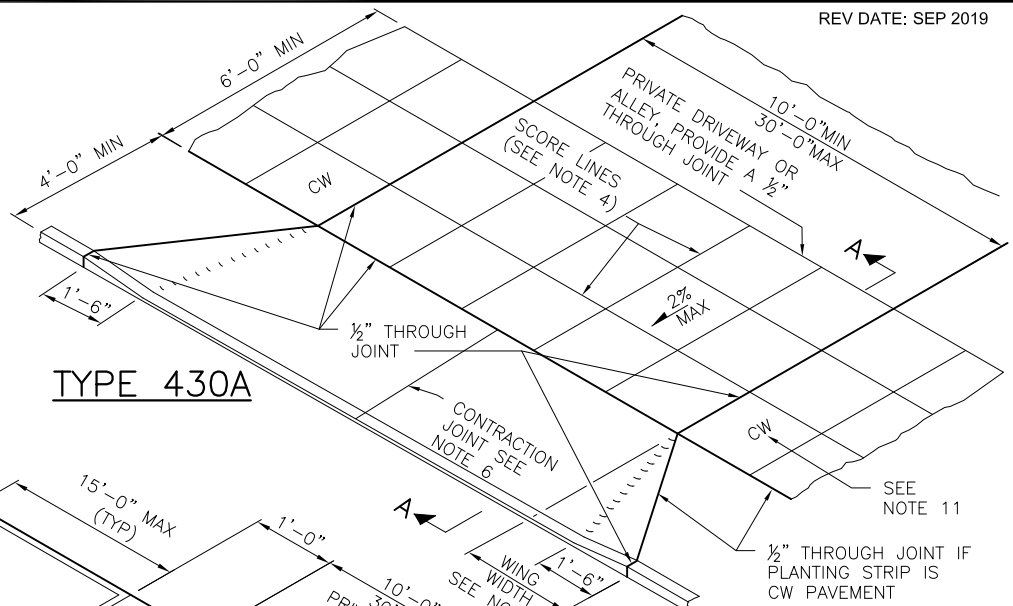 REV DATE: SEP 2019
6'-0" MIN
4'-0" MIN
PRIVATE DRIVEWAY OR
ALLEY, PROVIDE A ½"
THROUGH JOINT
10'-0"MIN
30'-0"MAX
SCORE LINES
(SEE NOTE 4)
CW
A
2%
MAX
1'-6"
½" THROUGH
JOINT
TYPE 430A
CONTRACTION
JOINT SEE
NOTE 6
CW
SEE
NOTE 11
15'-0" MAX
(TYP)
1'-0"
A
WING
WIDTH
1'-6"
½" THROUGH JOINT IF
PLANTING STRIP IS
CW PAVEMENT
10'-0"